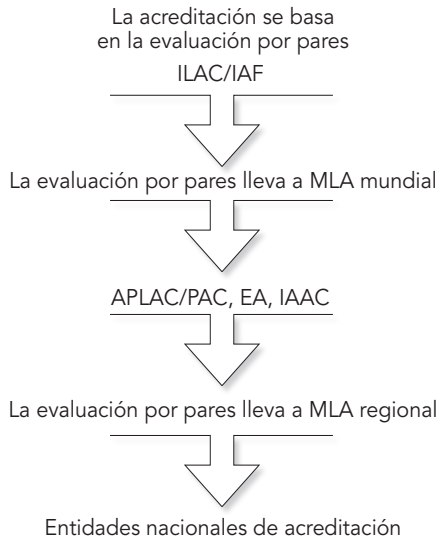 La acreditación se basa
en la evaluación por pares
ILAC/IAF
La evaluación por pares lleva a MLA mundial
APLAC/PAC, EA, IAAC
La evaluación por pares lleva a MLA regional
Entidades nacionales de acreditación